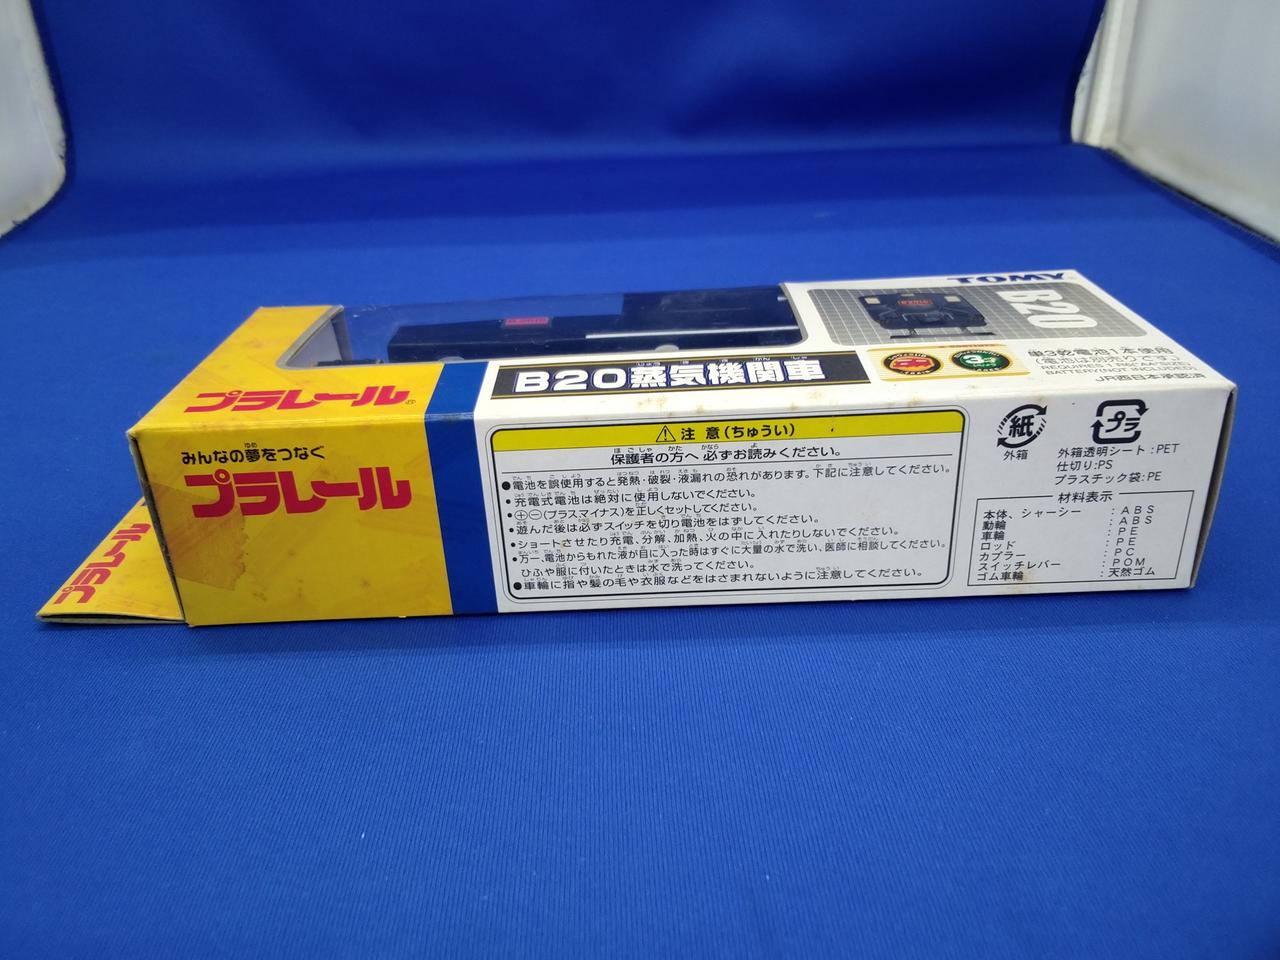 TOMY
B20
単3乾電池1本使用
(電池は別売りです。)
REQUIRES 1 "R6 (AA SIZE)"
BATTERY (NOT INCLUDED)
JR西日本承認済
プラレール
B20蒸気機関車
みんなの夢をつなぐ
プラレール
プラレール
⚠注意(ちゅうい)
保護者の方へ 必ずお読みください。
●電池を誤使用すると発熱・破裂・液漏れの恐れがあります。下記に注意してください。
・充電式電池は絶対に使用しないでください。
・⊕⊖(プラスマイナス)を正しくセットしてください。
・遊んだ後は必ずスイッチを切り電池をはずしてください。
・ショートさせたり充電、分解、加熱、火の中に入れたりしないでください。
・万一、電池からもれた液が目に入った時はすぐに大量の水で洗い、医師に相談してください。
ひふや服に付いたときは水で洗ってください。
●車輪に指や髪の毛や衣服などをはさまれないように注意してください。
紙
外箱
プラ
外箱透明シート:PET
仕切り:PS
プラスチック袋:PE
材料表示
本体、シャーシー:ABS
動輪:ABS
車輪:PE
ロッド:PE
カプラー:PC
スイッチレバー:POM
ゴム車輪:天然ゴム